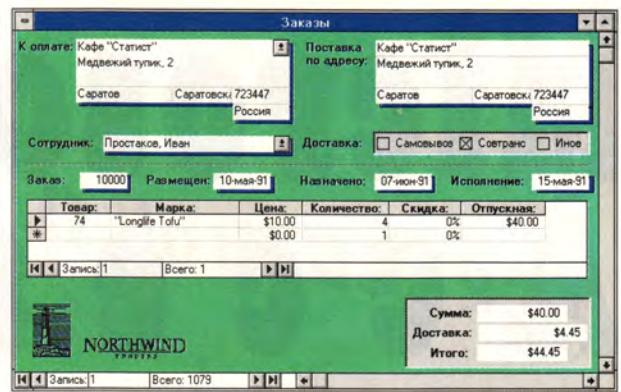 Заказы
К оплате: Кафе "Статист"
Медвежий тупик, 2
Саратов Саратовска 723447
Россия
Поставка по адресу: Кафе "Статист"
Медвежий тупик, 2
Саратов Саратовска 723447
Россия
Сотрудник: Простаков, Иван
Доставка: Самовывоз Совтранс Иное
Заказ: 10000 Размещен: 10-мая-91 Назначено: 07-июн-91 Исполнение: 15-мая-91
Товар: Марка: Цена: Количество: Скидка: Отпускная:
74 "Longlife Tofu" $10.00 4 0% $40.00
$0.00 1 0%
Запись: 1 Всего: 1
NORTHWIND
TRADERS
Сумма: $40.00
Доставка: $4.45
Итого: $44.45
Запись: 1 Всего: 1079